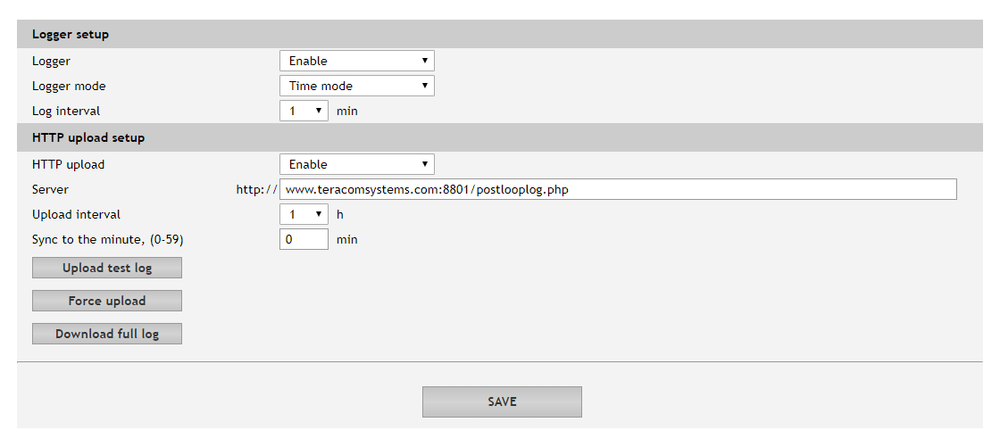 Logger setup
Logger Enable
Logger mode Time mode
Log interval 1 min
HTTP upload setup
HTTP upload Enable
Server http:// www.teracomsystems.com:8801/postlooplog.php
Upload interval 1 h
Sync to the minute, (0-59) 0 min
Upload test log
Force upload
Download full log
SAVE